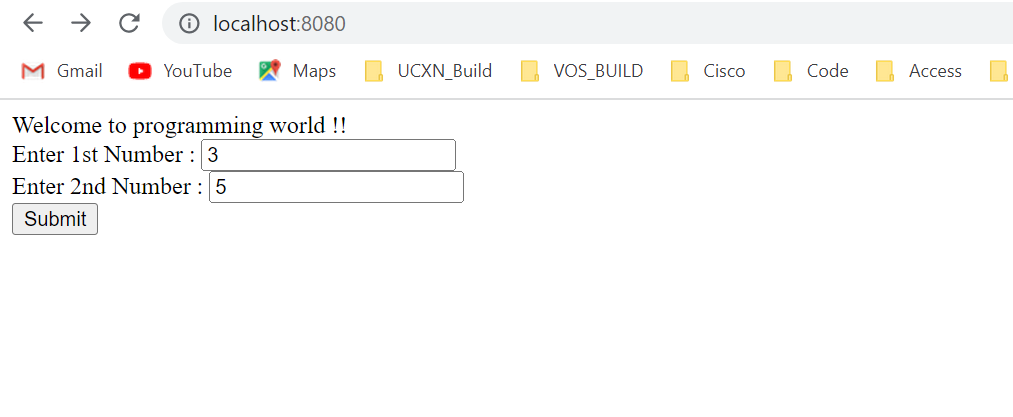 localhost:8080
Gmail YouTube Maps UCXN_Build VOS_BUILD Cisco Code Access
Welcome to programming world !!
Enter 1st Number : 3
Enter 2nd Number : 5
Submit